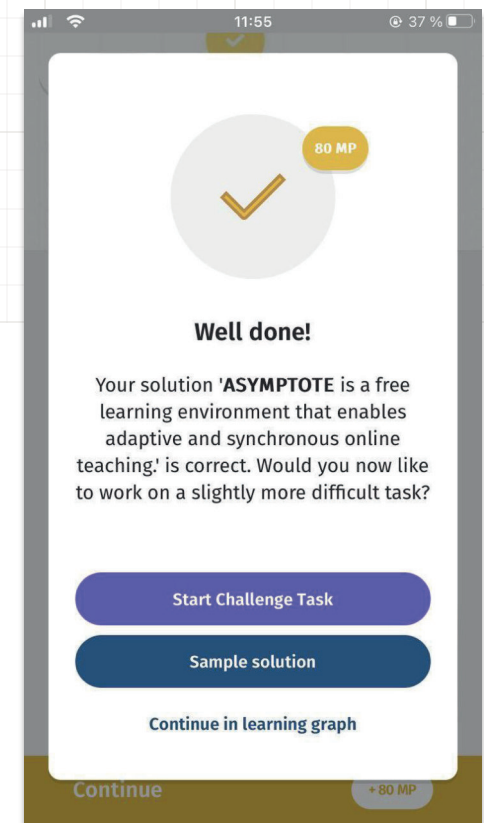 11:55
37 %
80 MP
Well done!
Your solution 'ASYMPTOTE is a free
learning environment that enables
adaptive and synchronous online
teaching.' is correct. Would you now like
to work on a slightly more difficult task?
Start Challenge Task
Sample solution
Continue in learning graph
Continue
+ 80 MP